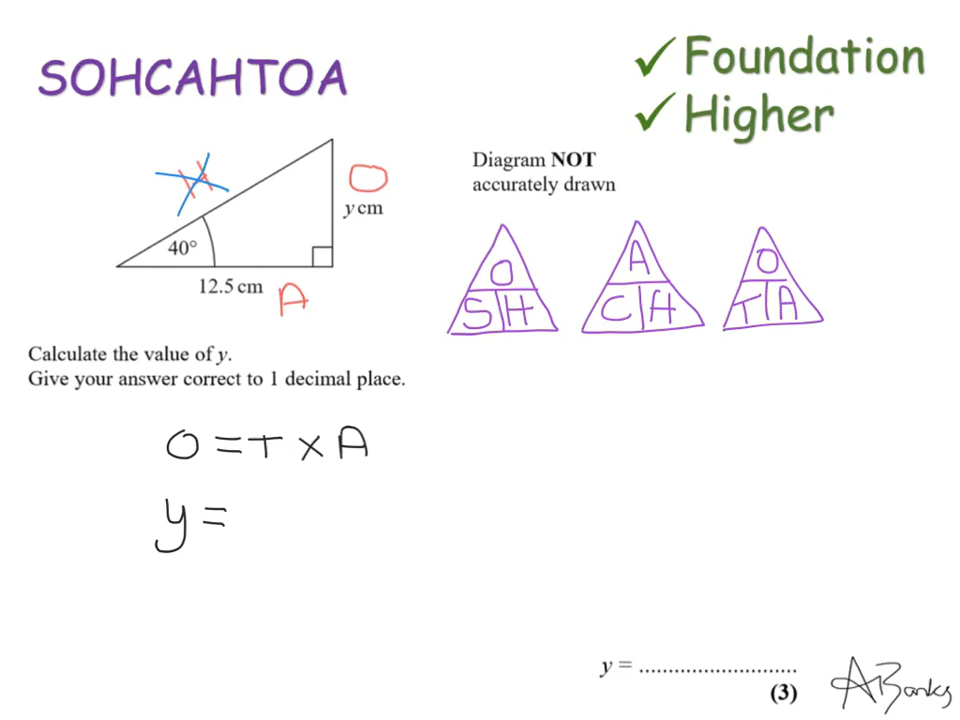 SOHCAHTOA
✓ Foundation
✓ Higher
Diagram NOT
accurately drawn
H
O
y cm
40°
12.5 cm
A
O
S H
A
C H
O
T A
Calculate the value of y.
Give your answer correct to 1 decimal place.
O = T × A
y =
y = ...........................
(3)
ABanks